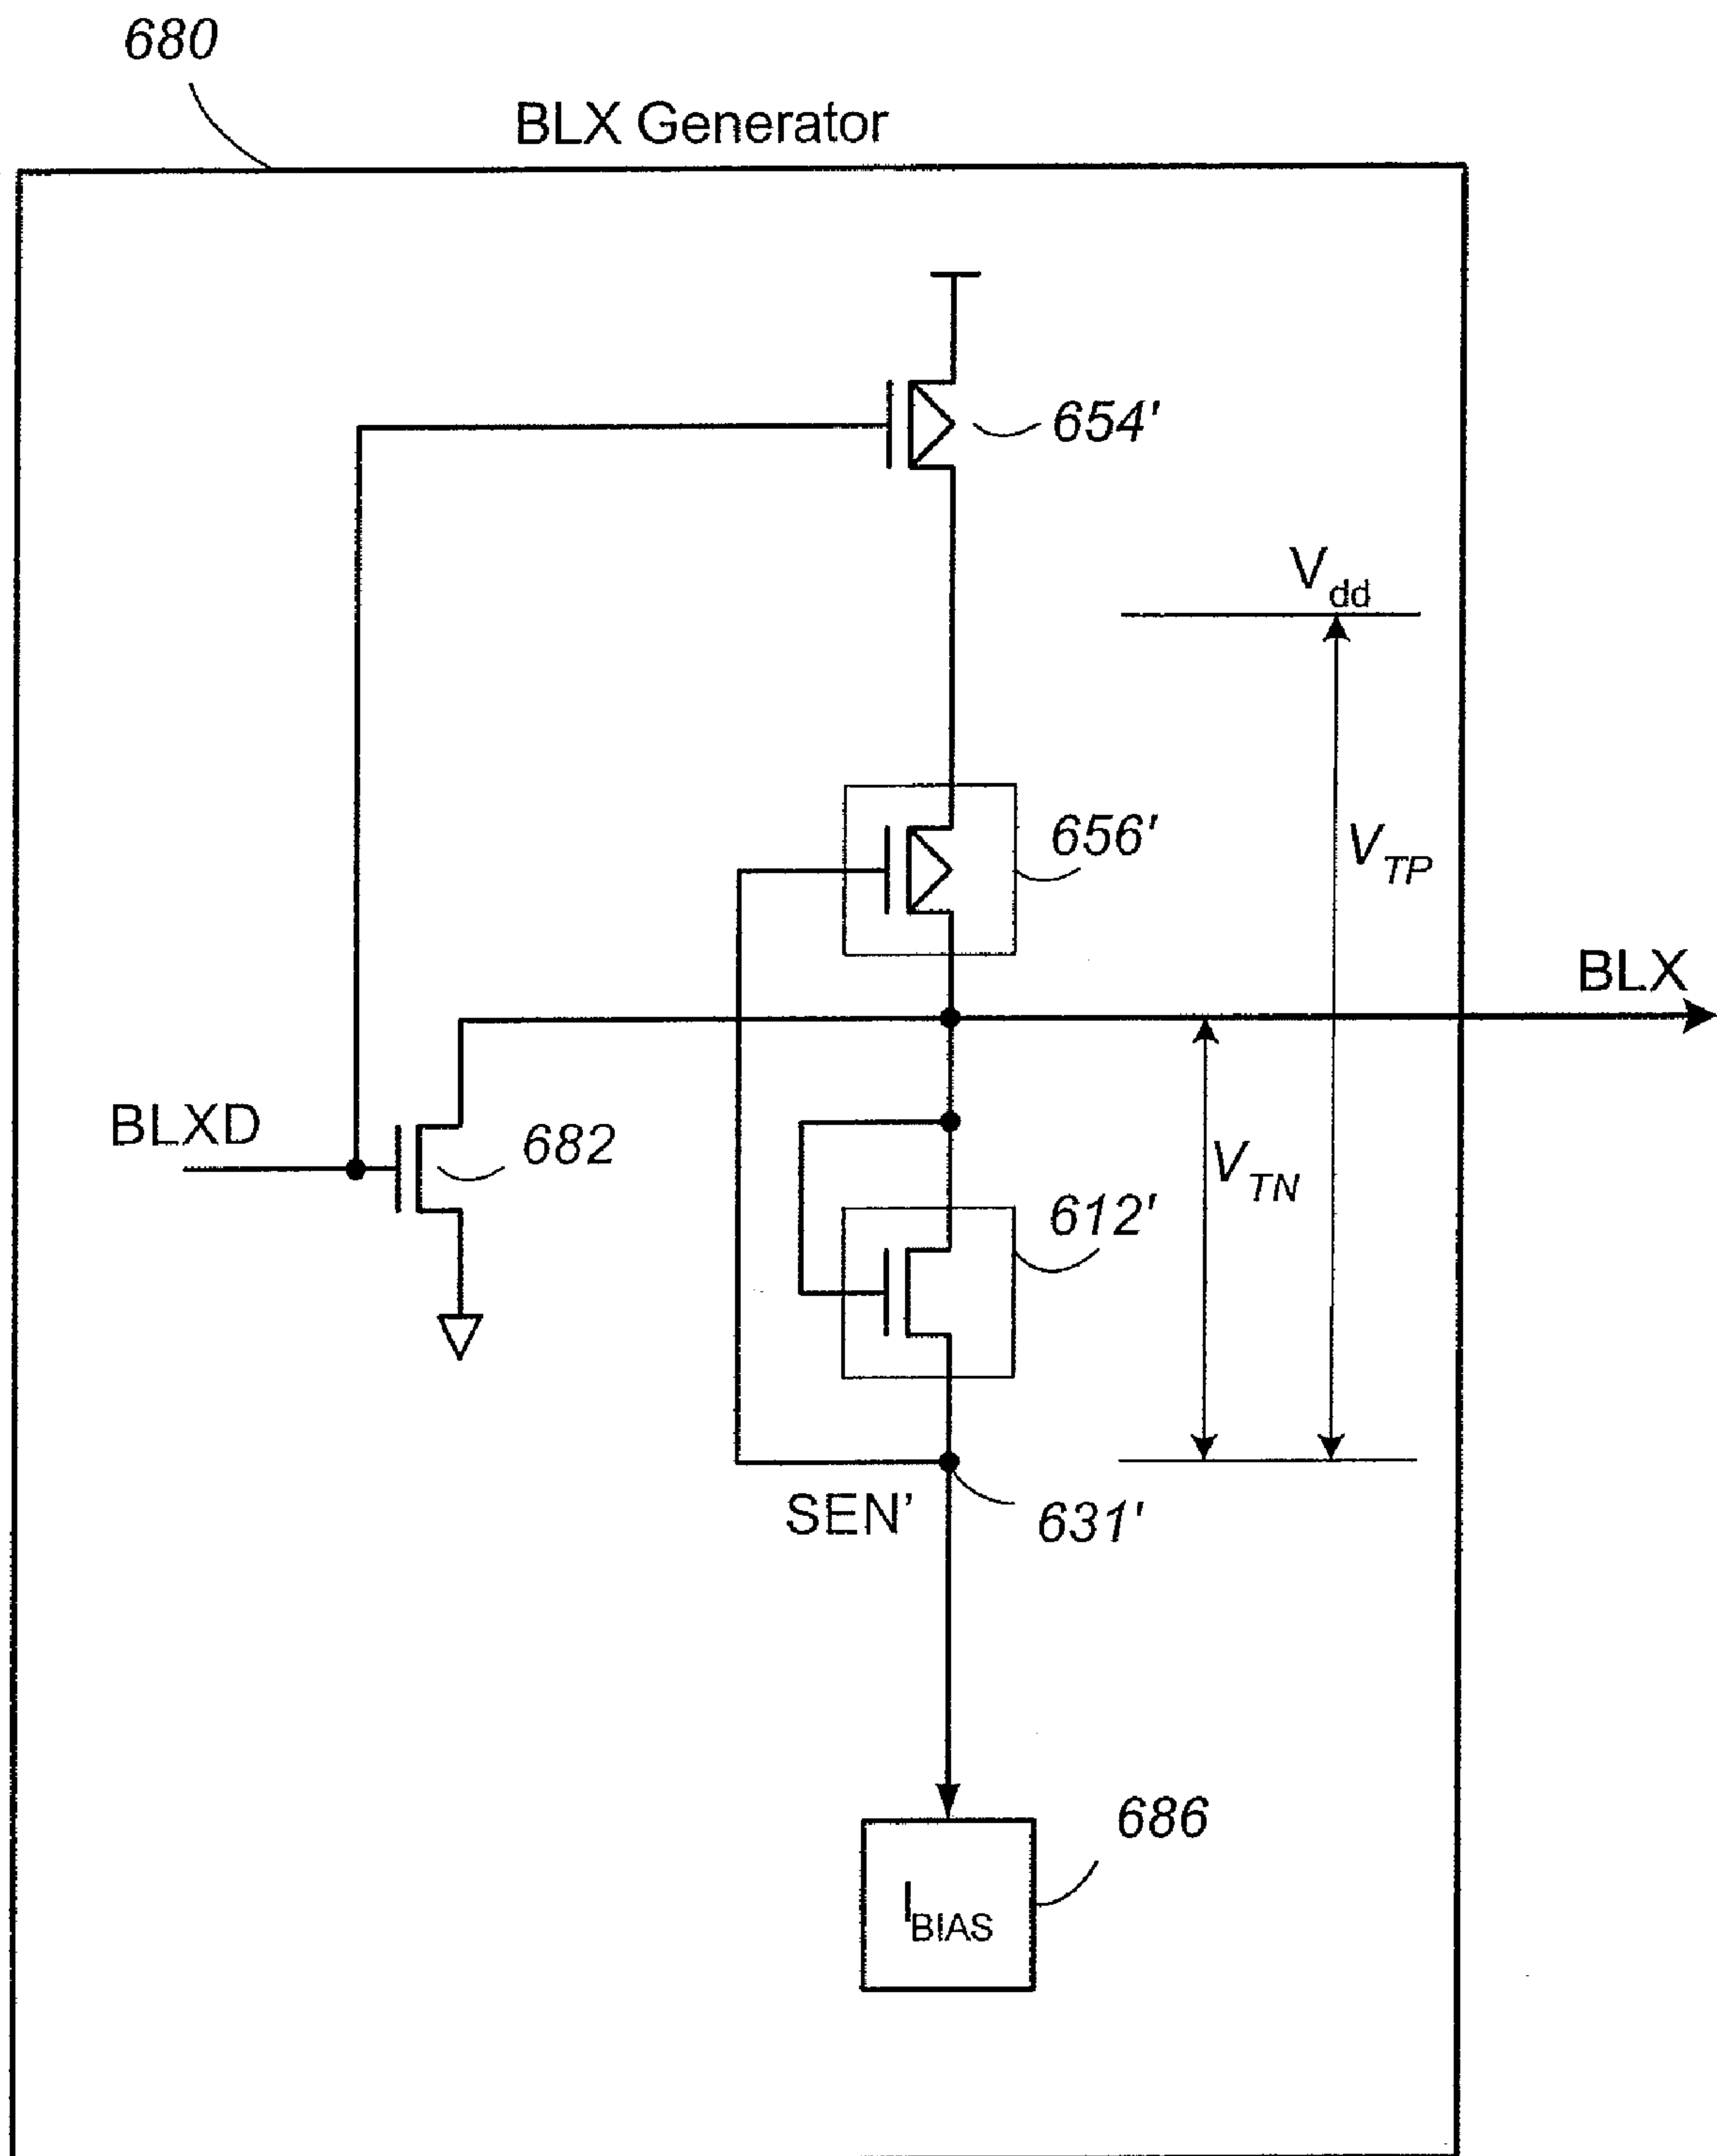 680
BLX Generator
654'
Vdd
656'
VTP
BLX
BLXD
682
VTN
612'
SEN'
631'
686
IBIAS